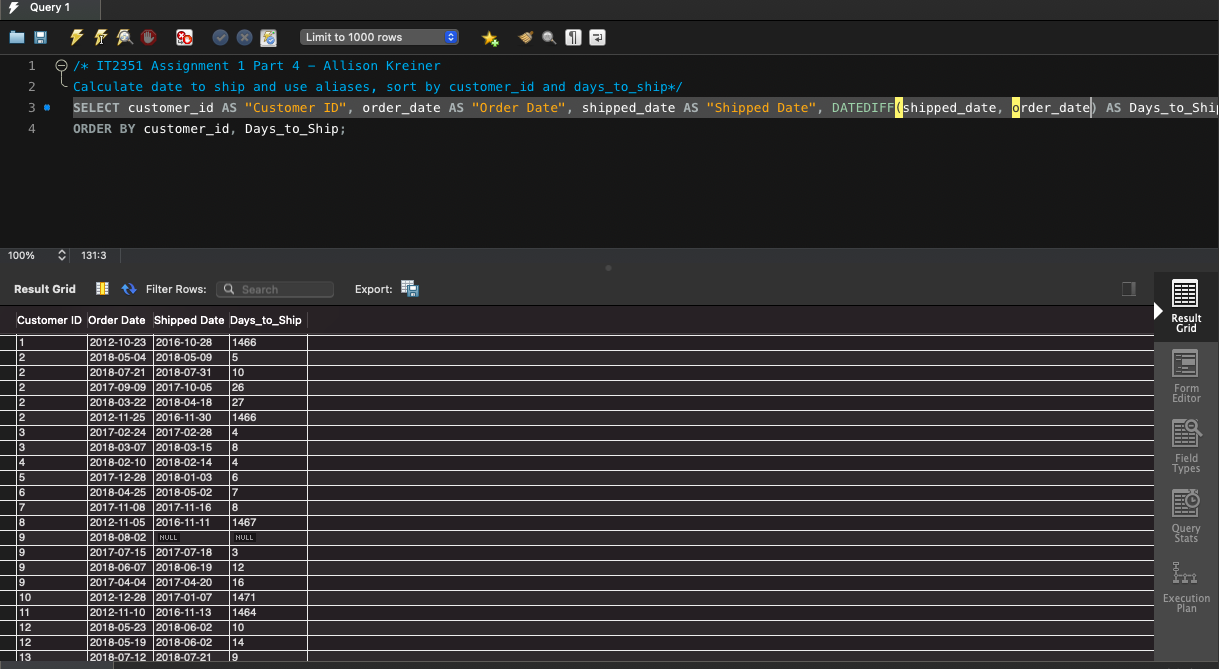 Query 1
Limit to 1000 rows
1 /* IT2351 Assignment 1 Part 4 – Allison Kreiner
2 Calculate date to ship and use aliases, sort by customer_id and days_to_ship*/
3 SELECT customer_id AS "Customer ID", order_date AS "Order Date", shipped_date AS "Shipped Date", DATEDIFF(shipped_date, order_date) AS Days_to_Ship
4 ORDER BY customer_id, Days_to_Ship;
100% 131:3
Result Grid Filter Rows: Search Export:
Customer ID Order Date Shipped Date Days_to_Ship
1 2012-10-23 2016-10-28 1466
2 2018-05-04 2018-05-09 5
2 2018-07-21 2018-07-31 10
2 2017-09-09 2017-10-05 26
2 2018-03-22 2018-04-18 27
2 2012-11-25 2016-11-30 1466
3 2017-02-24 2017-02-28 4
3 2018-03-07 2018-03-15 8
4 2018-02-10 2018-02-14 4
5 2017-12-28 2018-01-03 6
6 2018-04-25 2018-05-02 7
7 2017-11-08 2017-11-16 8
8 2012-11-05 2016-11-11 1467
9 2018-08-02 NULL NULL
9 2017-07-15 2017-07-18 3
9 2018-06-07 2018-06-19 12
9 2017-04-04 2017-04-20 16
10 2012-12-28 2017-01-07 1471
11 2012-11-10 2016-11-13 1464
12 2018-05-23 2018-06-02 10
12 2018-05-19 2018-06-02 14
13 2018-07-12 2018-07-21 9
Result
Grid
Form
Editor
Field
Types
Query
Stats
Execution
Plan